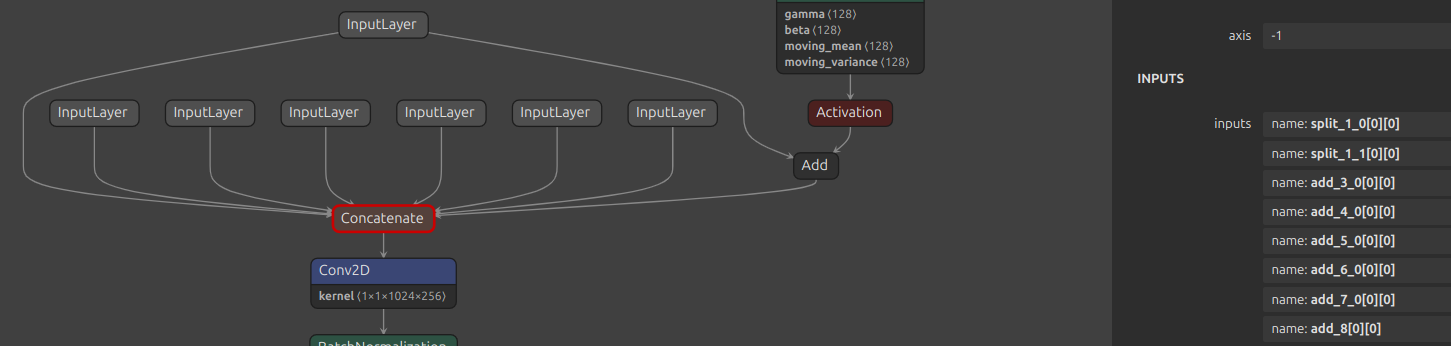 InputLayer
gamma ⟨128⟩
beta ⟨128⟩
moving_mean ⟨128⟩
moving_variance ⟨128⟩
InputLayer
InputLayer
InputLayer
InputLayer
InputLayer
InputLayer
Activation
Add
Concatenate
Conv2D
kernel ⟨1×1×1024×256⟩
BatchNormalization
axis
-1
INPUTS
inputs
name: split_1_0[0][0]
name: split_1_1[0][0]
name: add_3_0[0][0]
name: add_4_0[0][0]
name: add_5_0[0][0]
name: add_6_0[0][0]
name: add_7_0[0][0]
name: add_8[0][0]